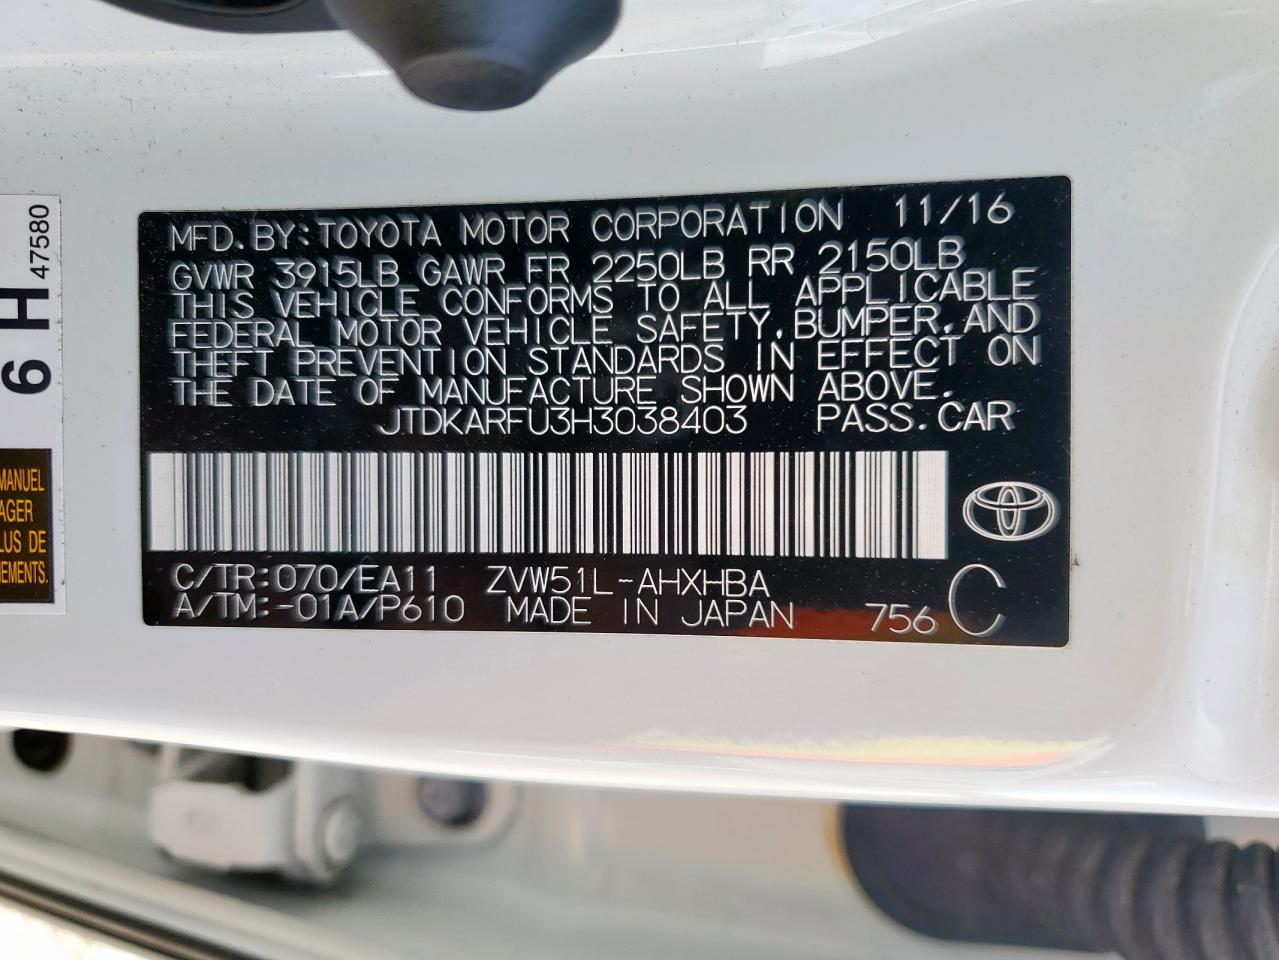 MFD. BY: TOYOTA MOTOR CORPORATION 11/16
GVWR 3915LB GAWR FR 2250LB RR 2150LB
THIS VEHICLE CONFORMS TO ALL APPLICABLE
FEDERAL MOTOR VEHICLE SAFETY, BUMPER, AND
THEFT PREVENTION STANDARDS IN EFFECT ON
THE DATE OF MANUFACTURE SHOWN ABOVE.
JTDKARFU3H3038403 PASS. CAR
C/TR: 070/EA11 ZVW51L-AHXHBA
A/TM: -01A/P610 MADE IN JAPAN 756 C
6 H 47580
MANUEL
DE